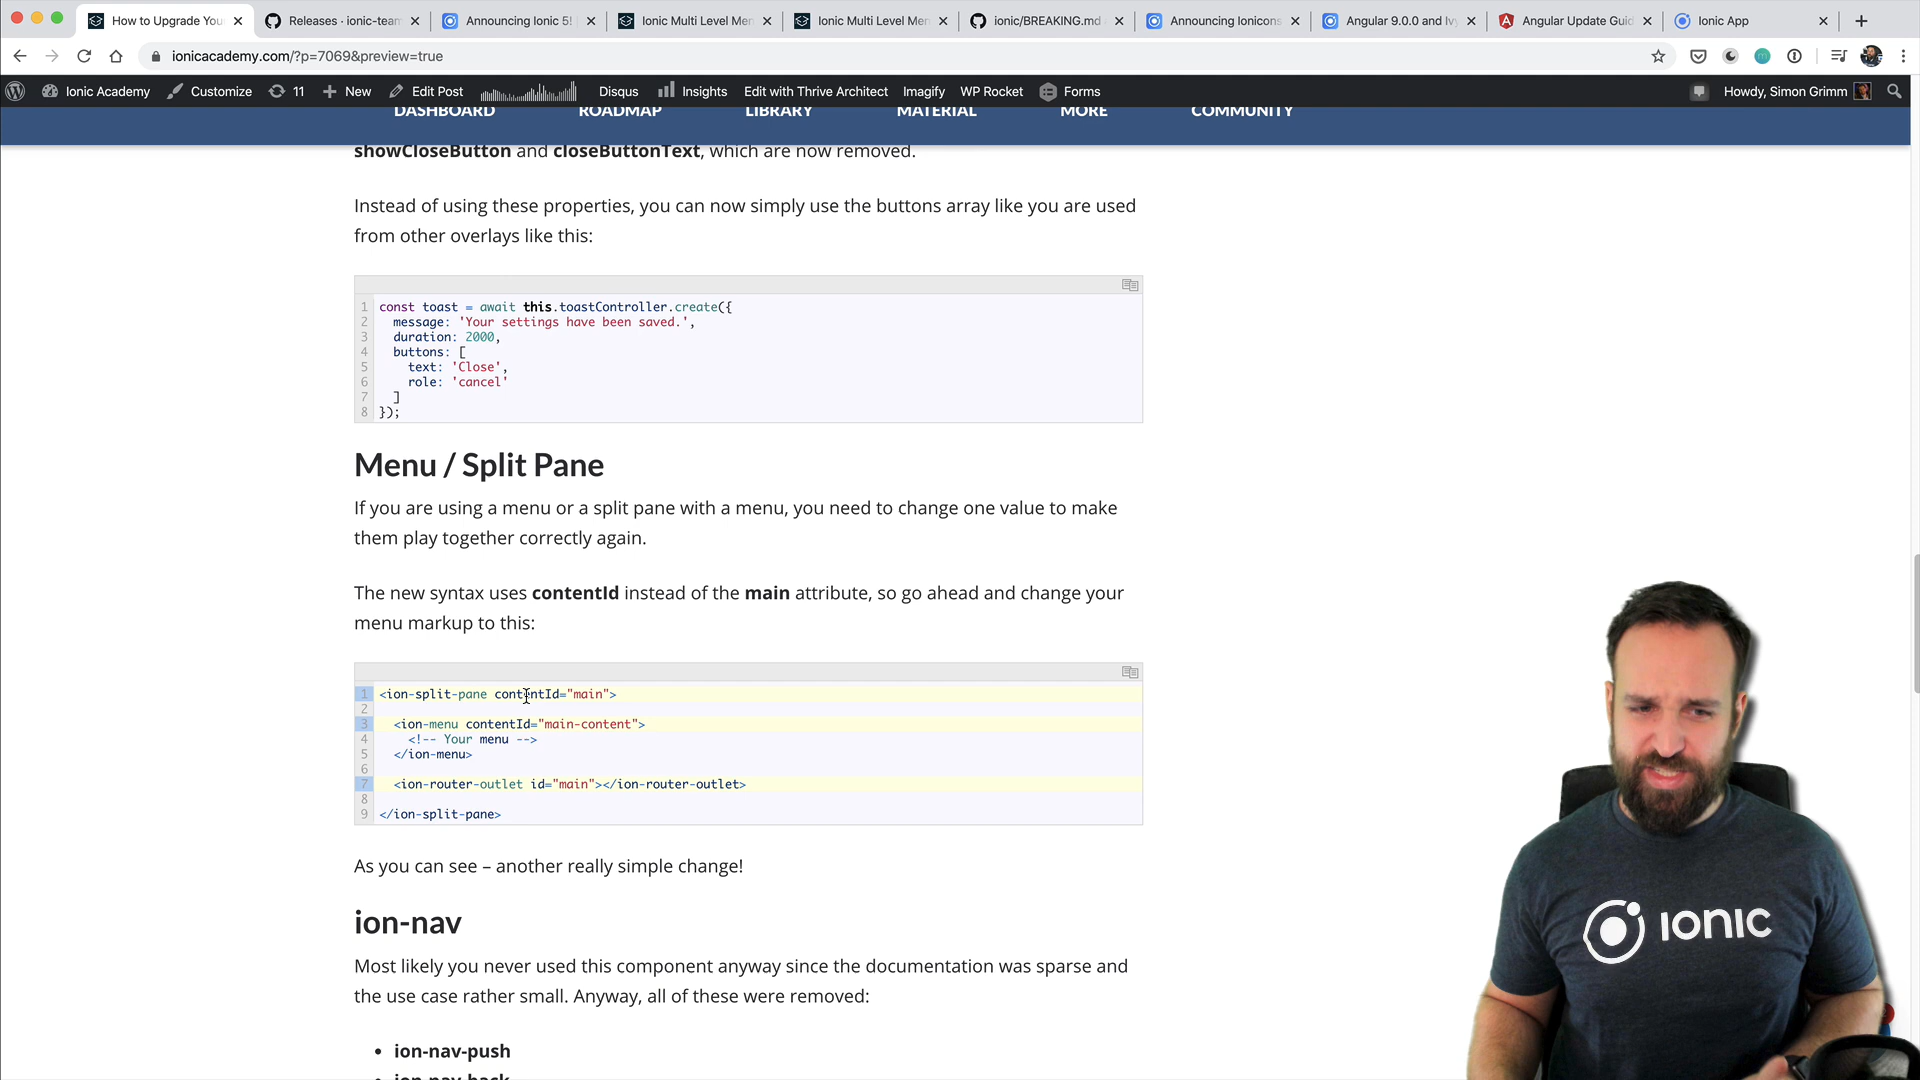 How to Upgrade You
Releases · ionic-team
Announcing Ionic 5!
Ionic Multi Level Men
Ionic Multi Level Men
ionic/BREAKING.md
Announcing Ionicons
Angular 9.0.0 and Iv
Angular Update Guid
Ionic App
ionicacademy.com/?p=7069&preview=true
Ionic Academy
Customize
11
New
Edit Post
Disqus
Insights
Edit with Thrive Architect
Imagify
WP Rocket
Forms
Howdy, Simon Grimm
DASHBOARD
ROADMAP
LIBRARY
MATERIAL
MORE
COMMUNITY
showCloseButton and closeButtonText, which are now removed.
Instead of using these properties, you can now simply use the buttons array like you are used
from other overlays like this:
1 const toast = await this.toastController.create({
2 message: 'Your settings have been saved.',
3 duration: 2000,
4 buttons: [
5 text: 'Close',
6 role: 'cancel'
7 ]
8 });
Menu / Split Pane
If you are using a menu or a split pane with a menu, you need to change one value to make
them play together correctly again.
The new syntax uses contentId instead of the main attribute, so go ahead and change your
menu markup to this:
1 <ion-split-pane contentId="main">
2
3 <ion-menu contentId="main-content">
4 <!-- Your menu -->
5 </ion-menu>
6
7 <ion-router-outlet id="main"></ion-router-outlet>
8
9 </ion-split-pane>
As you can see – another really simple change!
ion-nav
Most likely you never used this component anyway since the documentation was sparse and
the use case rather small. Anyway, all of these were removed:
• ion-nav-push
• ion-nav-back
IONIC